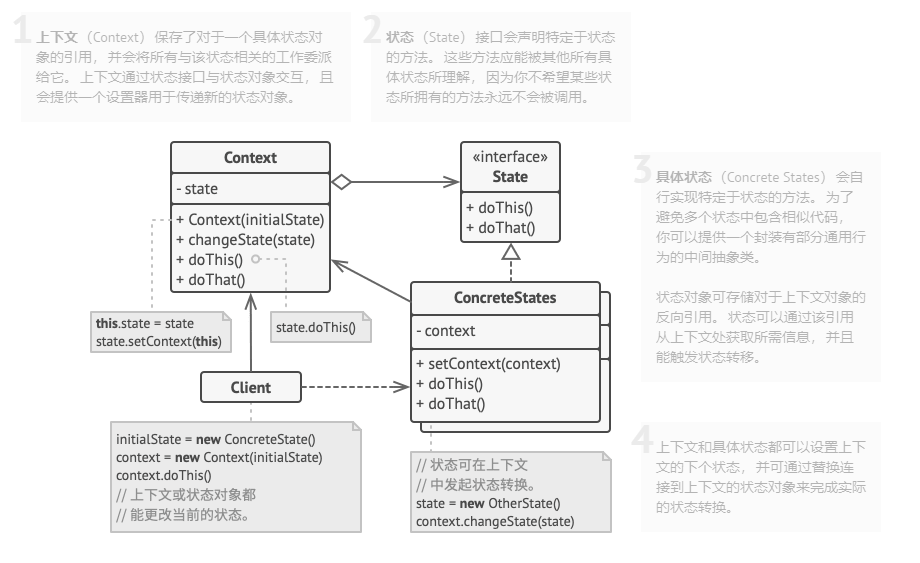 1
上下文（Context）保存了对于一个具体状态对
象的引用，并会将所有与该状态相关的工作委派
给它。上下文通过状态接口与状态对象交互，且
会提供一个设置器用于传递新的状态对象。
2
状态（State）接口会声明特定于状态
的方法。这些方法应能被其他所有具
体状态所理解，因为你不希望某些状
态所拥有的方法永远不会被调用。
Context
- state
+ Context(initialState)
+ changeState(state)
+ doThis()
+ doThat()
«interface»
State
+ doThis()
+ doThat()
3
具体状态（Concrete States）会自
行实现特定于状态的方法。为了
避免多个状态中包含相似代码，
你可以提供一个封装有部分通用行
为的中间抽象类。
状态对象可存储对于上下文对象的
反向引用。状态可以通过该引用
从上下文处获取所需信息，并且
能触发状态转移。
this.state = state
state.setContext(this)
state.doThis()
ConcreteStates
- context
+ setContext(context)
+ doThis()
+ doThat()
Client
initialState = new ConcreteState()
context = new Context(initialState)
context.doThis()
// 上下文或状态对象都
// 能更改当前的状态。
// 状态可在上下文
// 中发起状态转换。
state = new OtherState()
context.changeState(state)
4
上下文和具体状态都可以设置上下
文的下个状态，并可通过替换连
接到上下文的状态对象来完成实际
的状态转换。